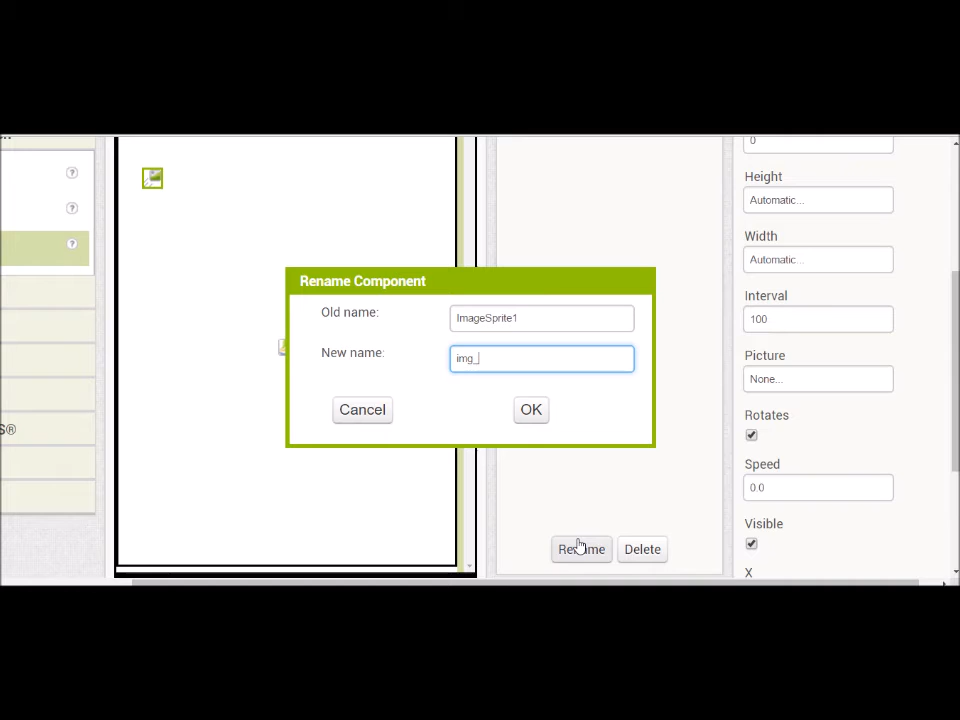 0
Height
Automatic...
Width
Automatic...
Interval
100
Picture
None...
Rotates
Speed
0.0
Visible
X
Rename Component
Old name:
ImageSprite1
New name:
img_
Cancel
OK
Rename
Delete
?
?
?
S®